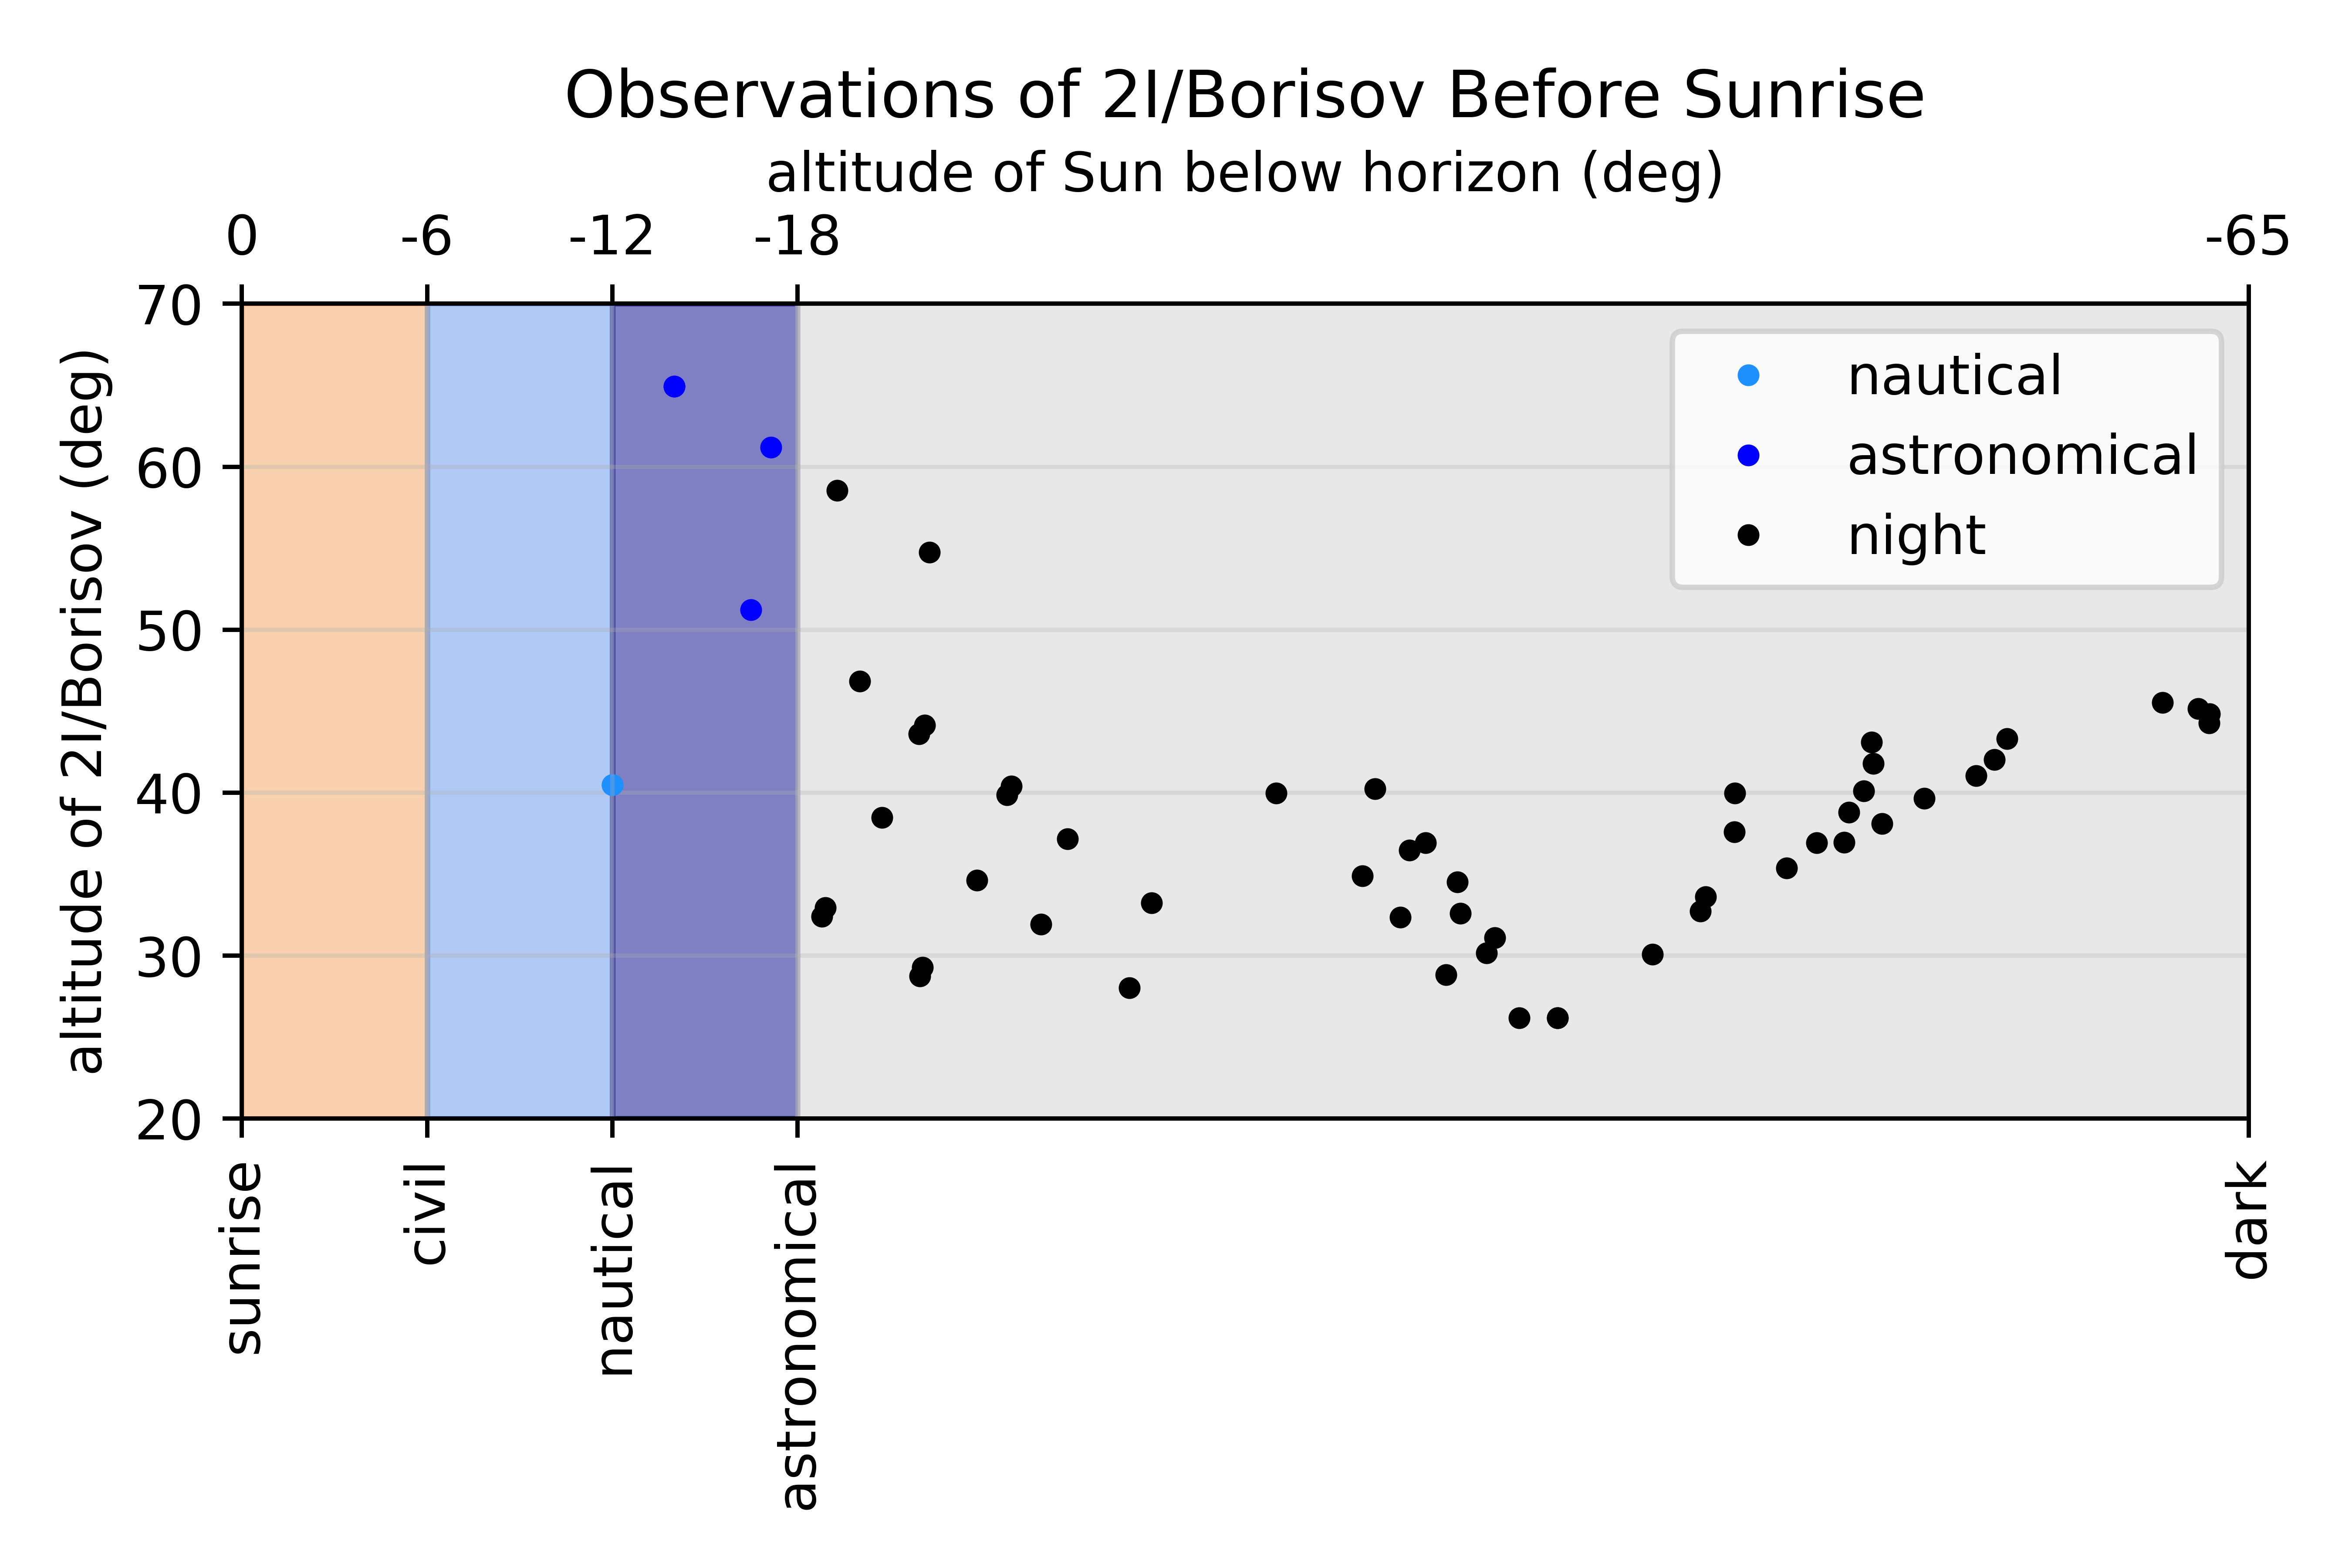 Observations of 2I/Borisov Before Sunrise
altitude of Sun below horizon (deg)
0 -6 -12 -18 -65
altitude of 2I/Borisov (deg)
70
60
50
40
30
20
nautical
astronomical
night
sunrise
civil
nautical
astronomical
dark